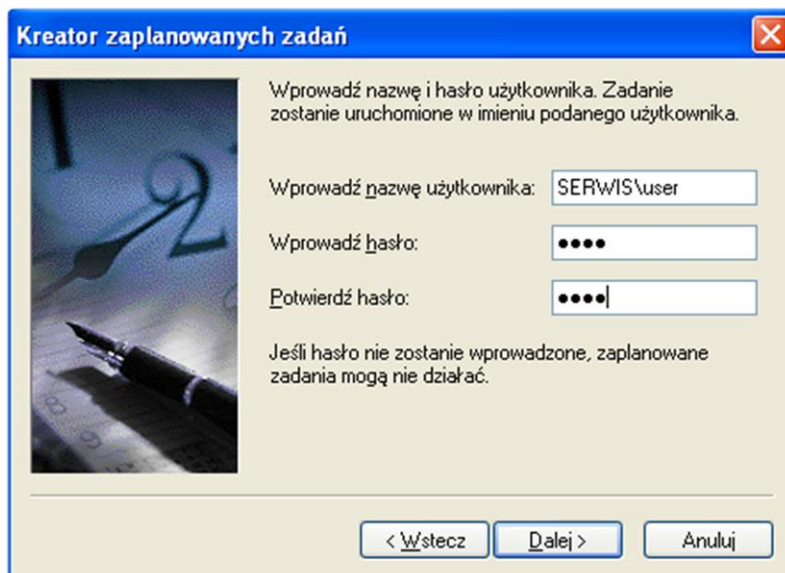 Kreator zaplanowanych zadań
Wprowadź nazwę i hasło użytkownika. Zadanie
zostanie uruchomione w imieniu podanego użytkownika.
Wprowadź nazwę użytkownika: SERWIS\user
Wprowadź hasło: ●●●●
Potwierdź hasło: ●●●●
Jeśli hasło nie zostanie wprowadzone, zaplanowane
zadania mogą nie działać.
< Wstecz Dalej > Anuluj
2